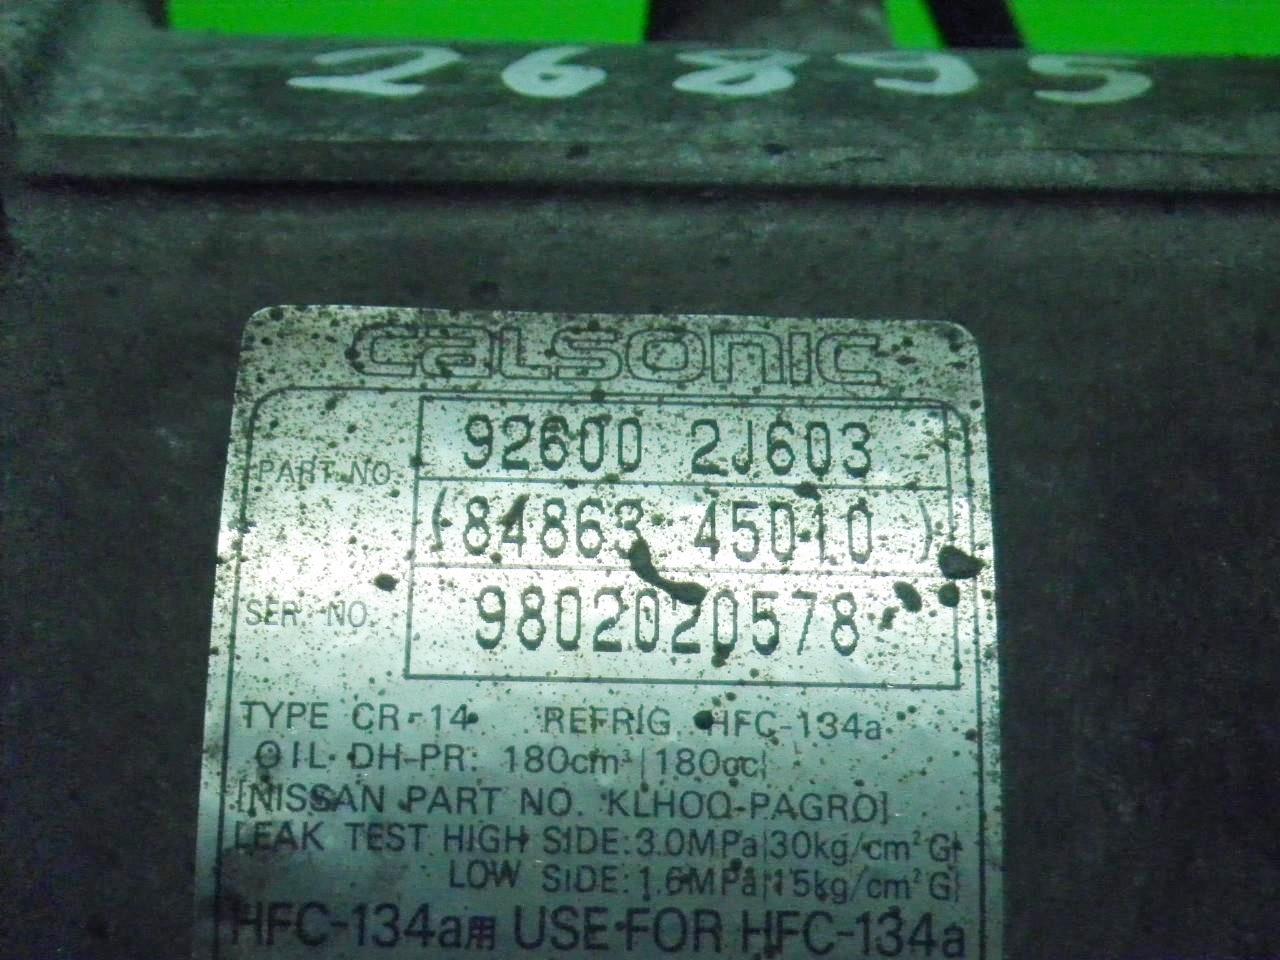 26895
CALSONIC
PART NO. 92600 2J603
(84863 45010)
SER. NO. 9802020578
TYPE CR-14 REFRIG HFC-134a
OIL DH-PR: 180cm³[180cc]
[NISSAN PART NO. KLH00-PAGR0]
LEAK TEST HIGH SIDE:3.0MPa[30kg/cm²G]
LOW SIDE:1.6MPa[15kg/cm²G]
HFC-134a用 USE FOR HFC-134a